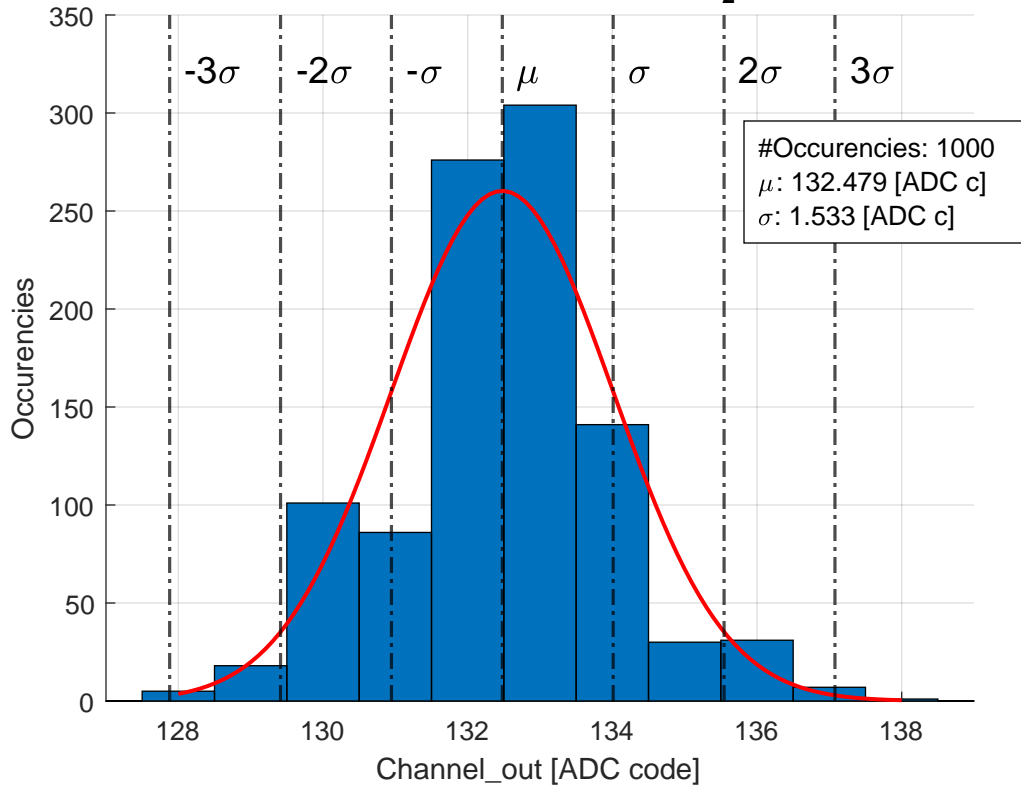 350
300
250
200
150
100
50
0
Occurencies
-3σ -2σ -σ μ σ 2σ 3σ
#Occurencies: 1000
μ: 132.479 [ADC c]
σ: 1.533 [ADC c]
128 130 132 134 136 138
Channel_out [ADC code]